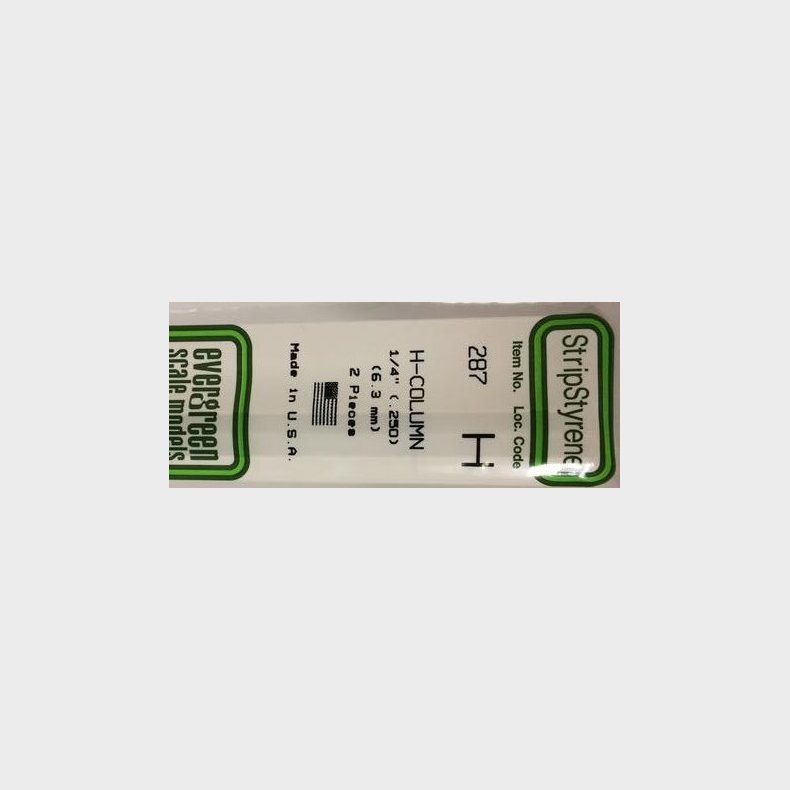 StripStyrene
Item No. Loc. Code
287 H
H-COLUMN
1/4" (.250)
(6.3 mm)
2 Pieces
Made in U.S.A.
evergreen
scale models